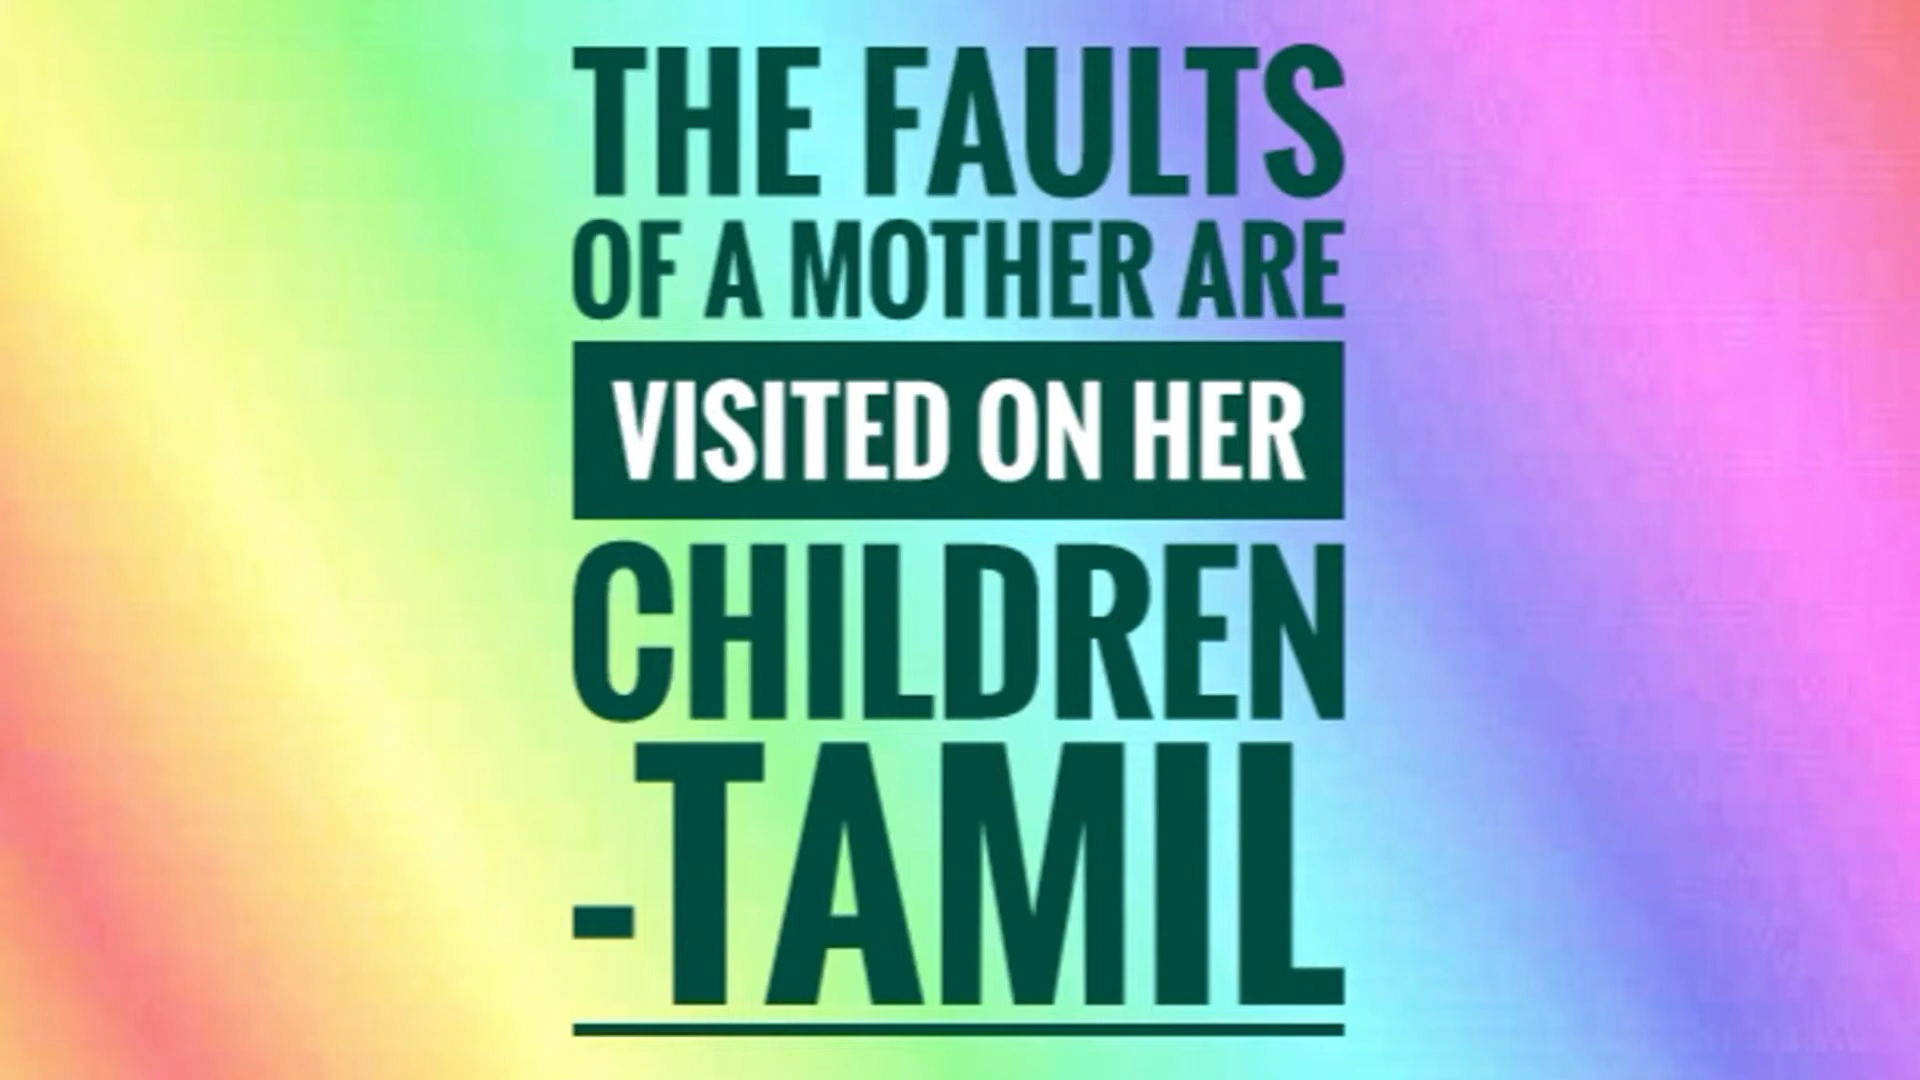 THE FAULTS
OF A MOTHER ARE
VISITED ON HER
CHILDREN
-TAMIL